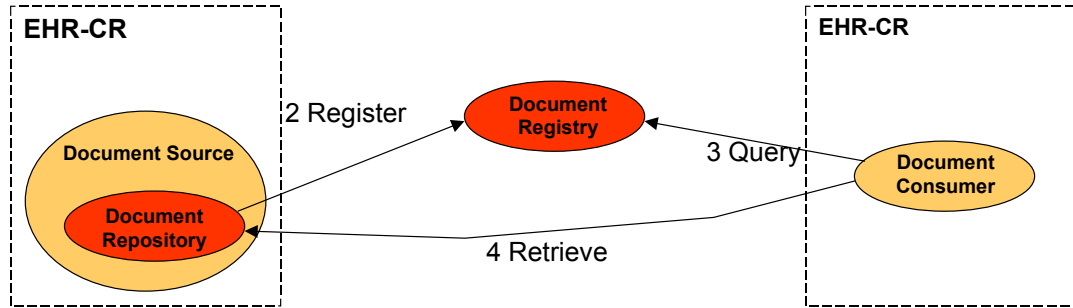 EHR-CR
EHR-CR
2 Register
Document
Registry
Document Source
3 Query
Document
Consumer
Document
Repository
4 Retrieve